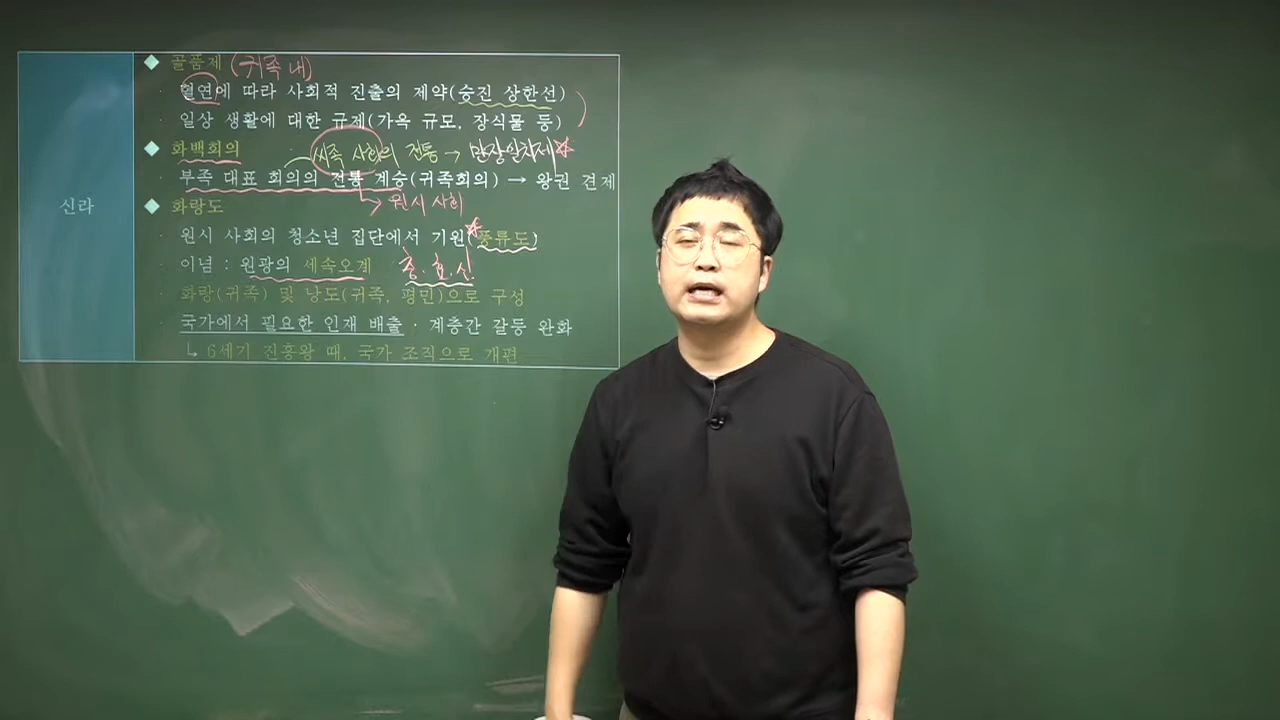 신라
◆ 골품제 (귀족 내)
· 혈연에 따라 사회적 진출의 제약(승진 상한선)
· 일상 생활에 대한 규제(가옥 규모, 장식물 등)
◆ 화백회의 · 씨족 사회의 전통 → 만장일치제 ☆
· 부족 대표 회의의 전통 계승(귀족회의) → 왕권 견제
→ 원시 사회
◆ 화랑도
· 원시 사회의 청소년 집단에서 기원(풍류도)
· 이념 : 원광의 세속오계 충·효·신
· 화랑(귀족) 및 낭도(귀족, 평민)으로 구성
· 국가에서 필요한 인재 배출 · 계층간 갈등 완화
↳ 6세기 진흥왕 때, 국가 조직으로 개편